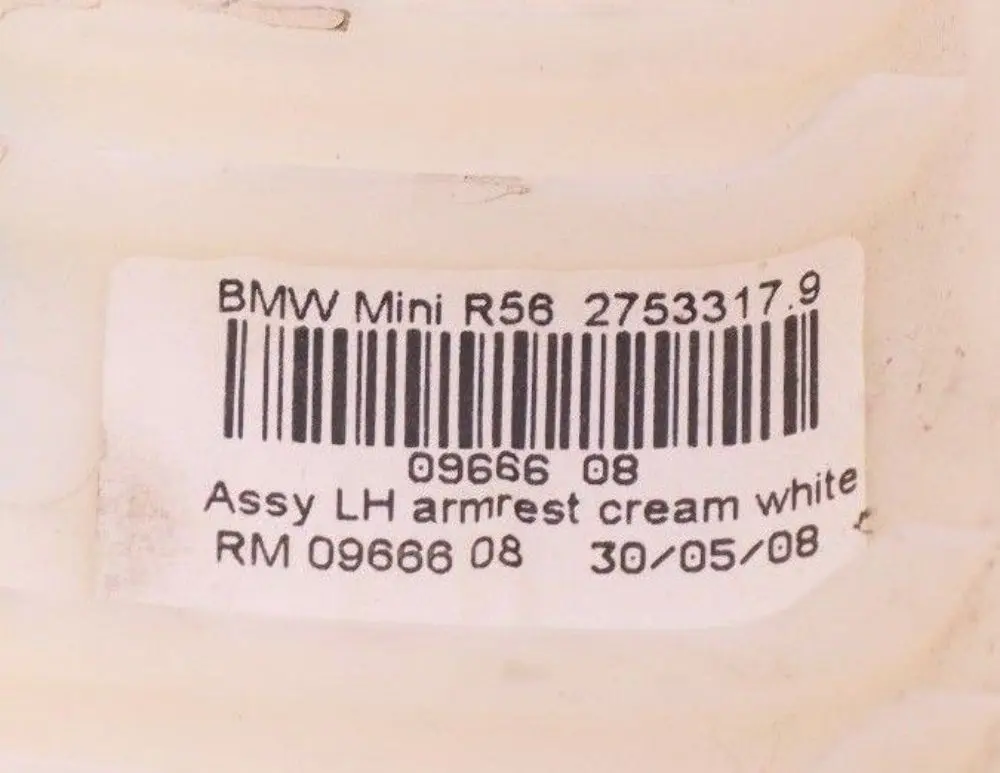 BMW Mini R56 2753317.9
09666 08
Assy LH armrest cream white
RM 09666 08 30/05/08